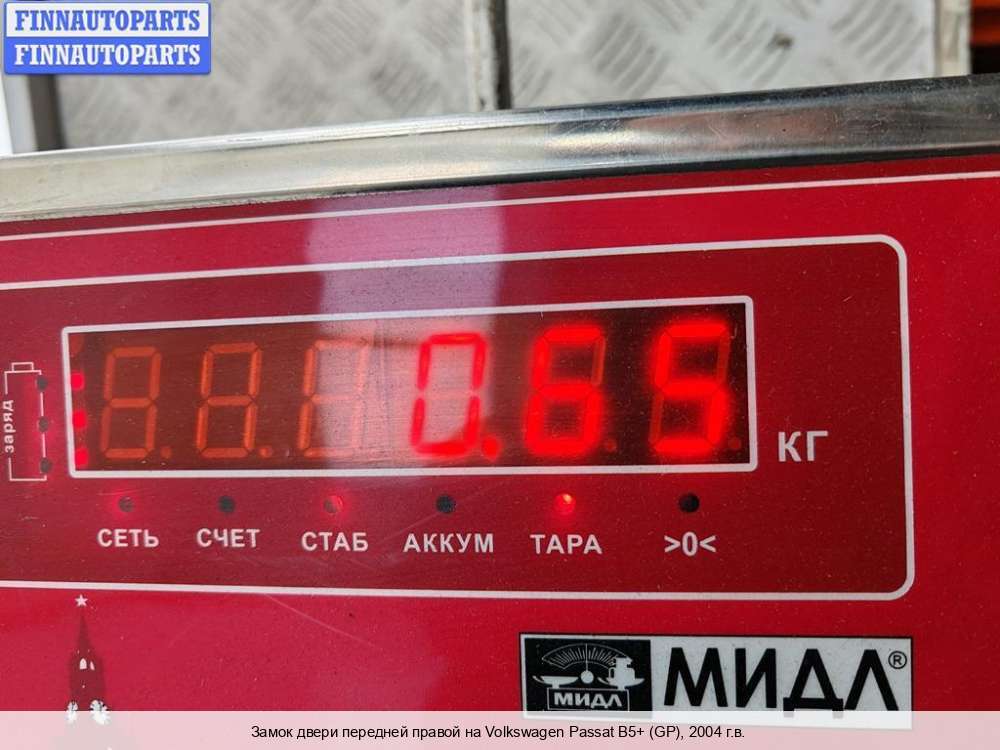 FINNAUTOPARTS
FINNAUTOPARTS
заряд
0.65
КГ
СЕТЬ СЧЕТ СТАБ АККУМ ТАРА >0<
МИДЛ
МИДЛ®
Замок двери передней правой на Volkswagen Passat B5+ (GP), 2004 г.в.